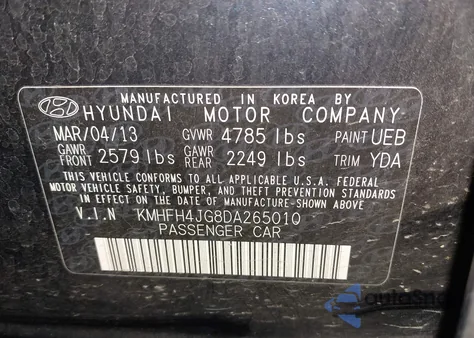 MANUFACTURED IN KOREA BY
HYUNDAI MOTOR COMPANY
MAR/04/13 GVWR 4785 lbs PAINT UEB
GAWR FRONT 2579 lbs GAWR REAR 2249 lbs TRIM YDA
THIS VEHICLE CONFORMS TO ALL APPLICABLE U.S.A. FEDERAL
MOTOR VEHICLE SAFETY, BUMPER, AND THEFT PREVENTION STANDARDS
IN EFFECT ON THE DATE OF MANUFACTURE-SHOWN ABOVE
V.I.N KMHFH4JG8DA265010
PASSENGER CAR